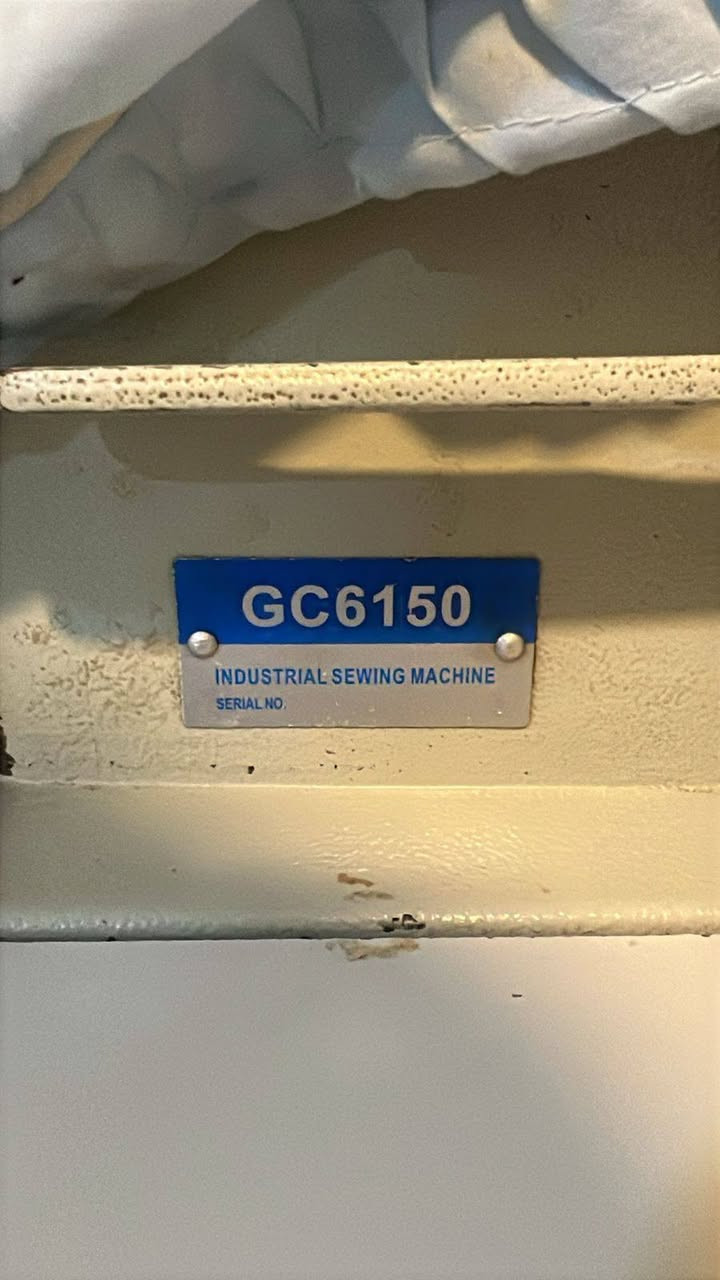 GC6150
INDUSTRIAL SEWING MACHINE
SERIAL NO.